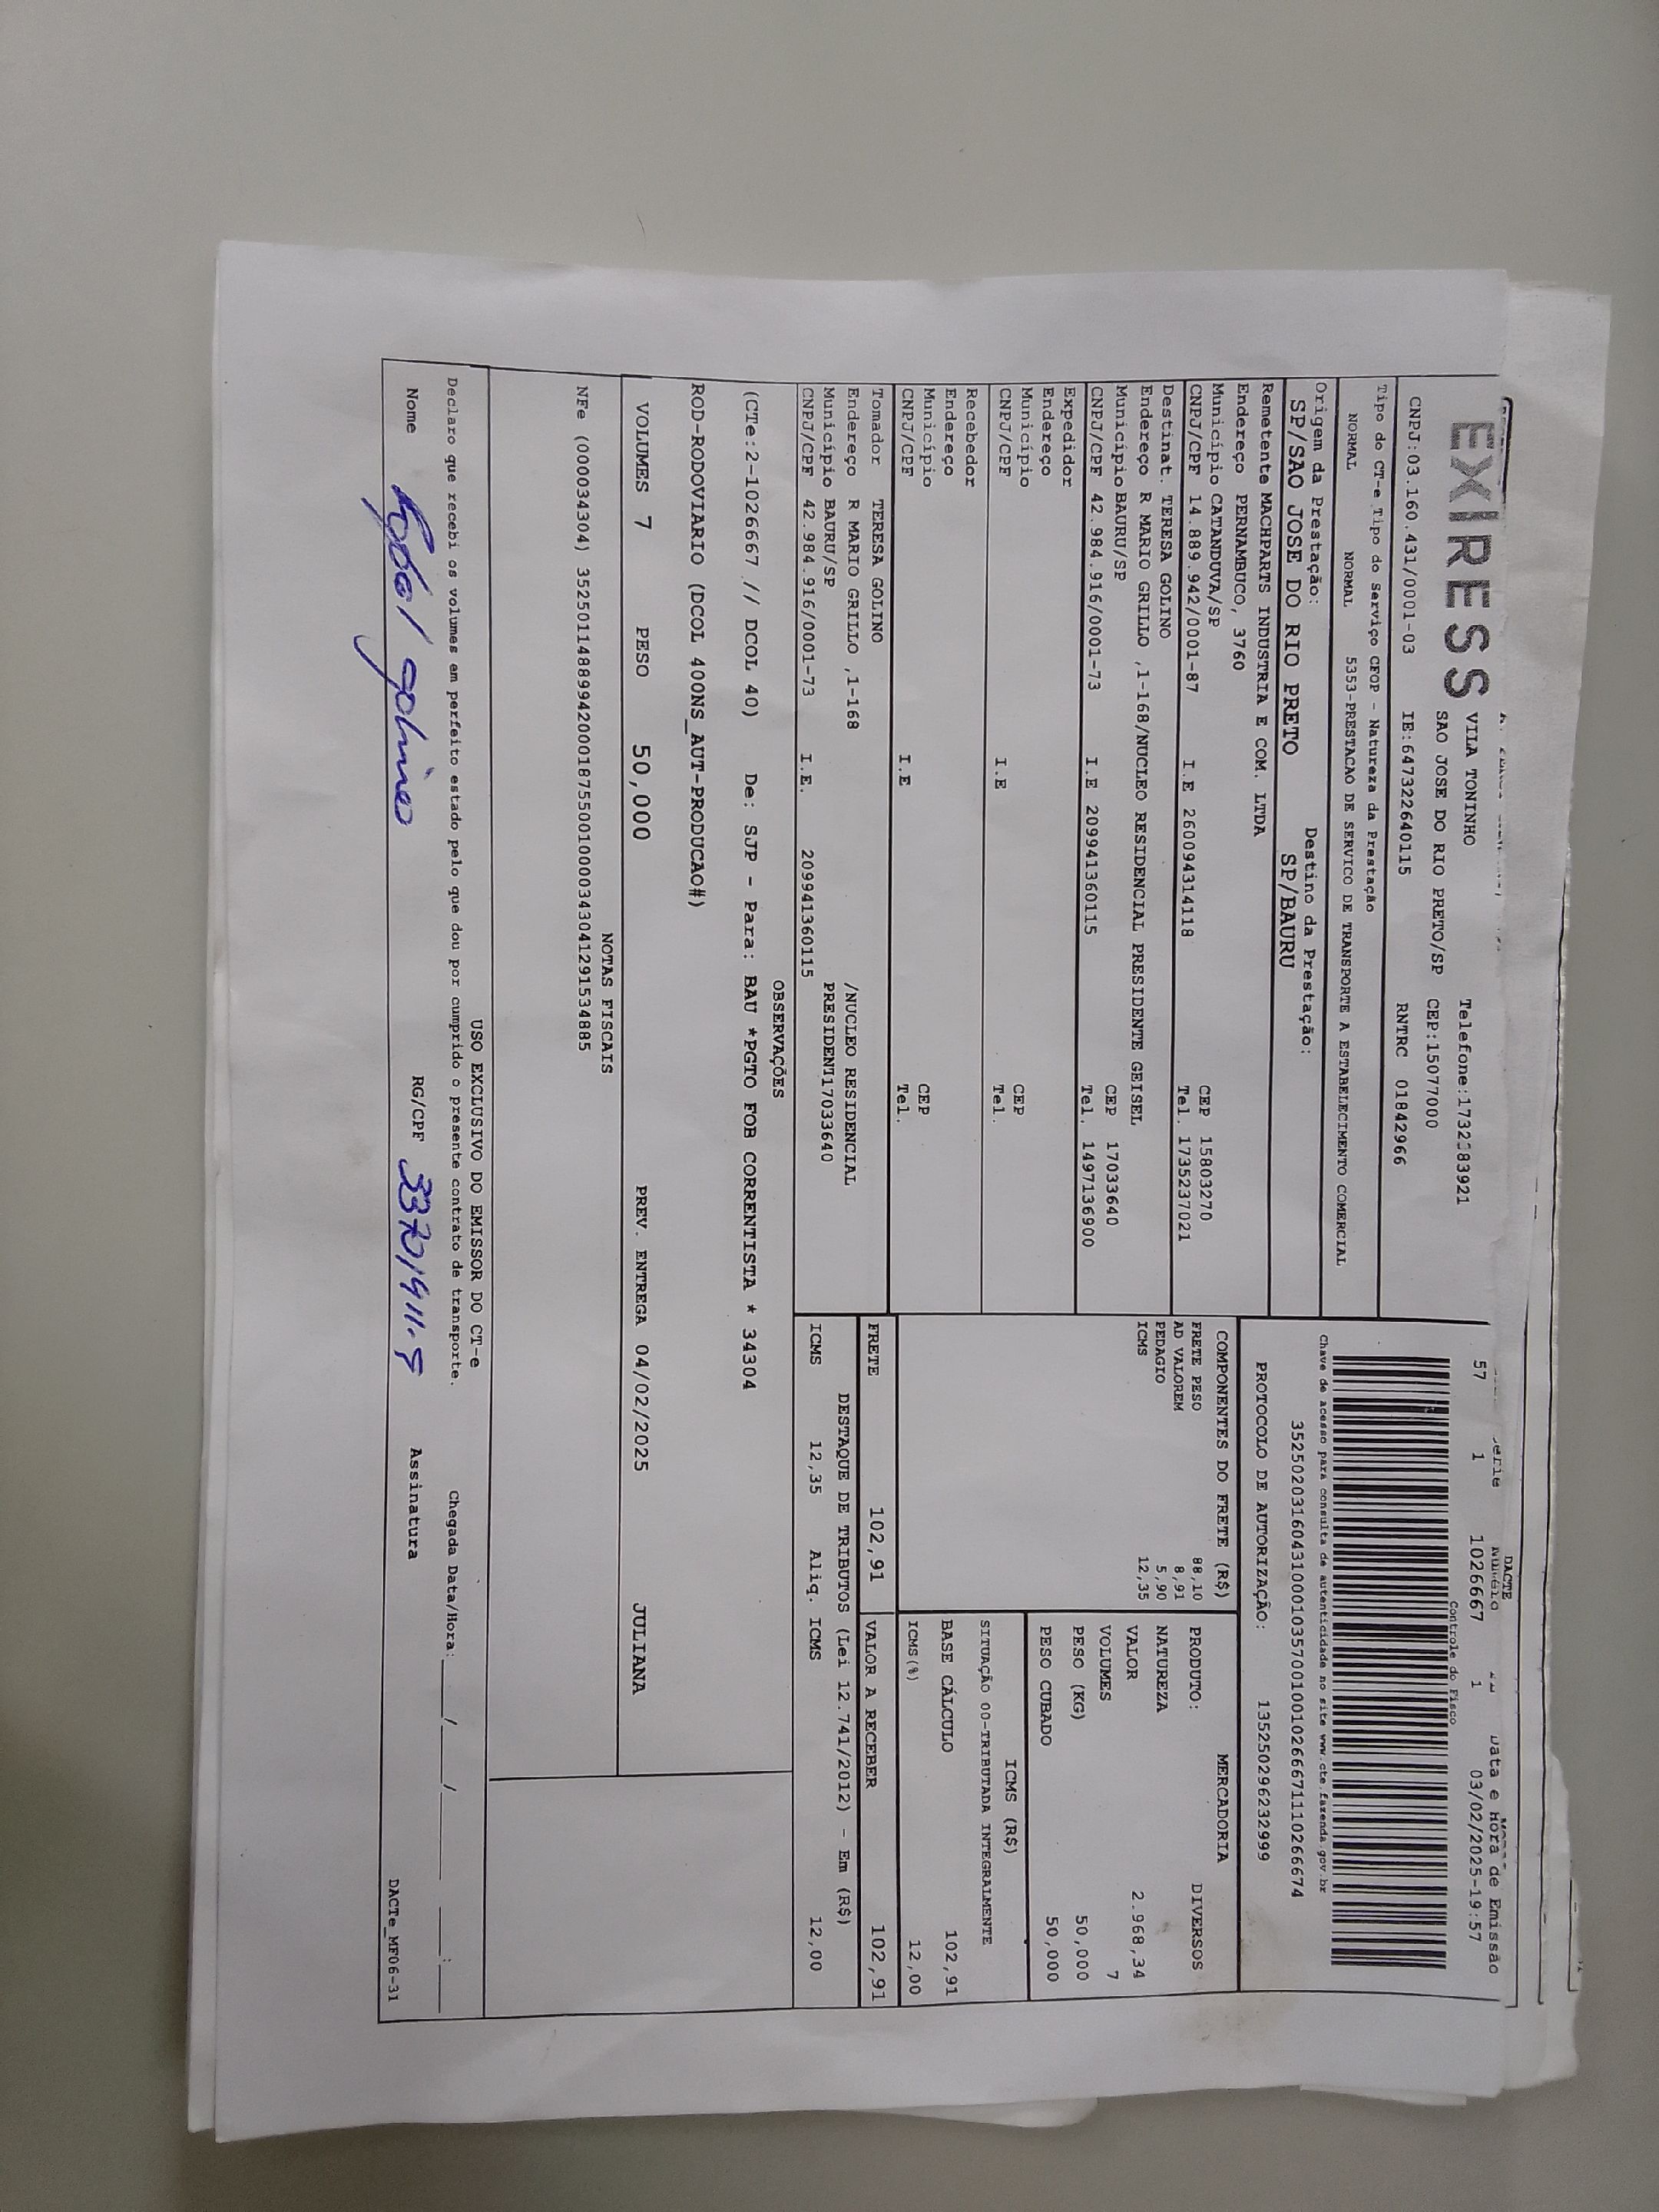 EXPRESS
VILA TONINHO
SAO JOSE DO RIO PRETO/SP CEP:15077000
CNPJ:03.160.431/0001-03 IE:647322640115 RNTRC 01842966
Tipo do CT-e Tipo do Serviço CFOP - Natureza da Prestação
NORMAL NORMAL 5353-PRESTACAO DE SERVICO DE TRANSPORTE A ESTABELECIMENTO COMERCIAL
Origem da Prestação: Destino da Prestação:
SP/SAO JOSE DO RIO PRETO SP/BAURU
DACTE
Data e Hora de Emissão
57 1 1026667 1 03/02/2025-19:57
Controle do Fisco
Chave de acesso para consulta de autenticidade no site www.cte.fazenda.gov.br
PROTOCOLO DE AUTORIZAÇÃO: 135250296232999
Remetente MACHPARTS INDUSTRIA E COM. LTDA
Endereço PERNAMBUCO, 3760
Município CATANDUVA/SP CEP 15803270
CNPJ/CPF 14.889.942/0001-87 I.E 260094314118 Tel. 1735237021
Destinat. TERESA GOLINO
Endereço R MARIO GRILLO ,1-168/NUCLEO RESIDENCIAL PRESIDENTE GEISEL
Município BAURU/SP CEP 17033640
CNPJ/CPF 42.984.916/0001-73 I.E 209941360115 Tel. 1497136900
Expedidor
Endereço
Município CEP
CNPJ/CPF I.E Tel.
Recebedor
Endereço
Município CEP
CNPJ/CPF I.E Tel.
Tomador TERESA GOLINO
Endereço R MARIO GRILLO ,1-168 /NUCLEO RESIDENCIAL
Município BAURU/SP PRESIDENT17033640
CNPJ/CPF 42.984.916/0001-73 I.E. 209941360115
COMPONENTES DO FRETE (R$)
FRETE PESO 88,10
AD VALOREM 8,91
PEDAGIO 5,90
ICMS 12,35
MERCADORIA
PRODUTO: DIVERSOS
NATUREZA
VALOR 2.968,34
VOLUMES 7
PESO (KG) 50,000
PESO CUBADO 50,000
ICMS (R$)
SITUAÇÃO 00-TRIBUTADA INTEGRALMENTE
BASE CÁLCULO 102,91
ICMS(%) 12,00
FRETE 102,91 VALOR A RECEBER 102,91
DESTAQUE DE TRIBUTOS (Lei 12.741/2012) - Em (R$)
ICMS 12,35 Aliq. ICMS 12,00
OBSERVAÇÕES
(CTe:2-1026667 // DCOL 40) De: SJP - Para: BAU *PGTO FOB CORRENTISTA * 34304
ROD-RODOVIARIO (DCOL 40ONS_AUT-PRODUCAO#)
VOLUMES 7 PESO 50,000 PREV. ENTREGA 04/02/2025 JULIANA
NOTAS FISCAIS
NFe (000034304) 35250114889942000187550010000343041291534885
USO EXCLUSIVO DO EMISSOR DO CT-e
Declaro que recebi os volumes em perfeito estado pelo que dou por cumprido o presente contrato de transporte. Chegada Data/Hora:____/____/______ ____:____
Nome golino RG/CPF Assinatura
DACTe_MF06-31